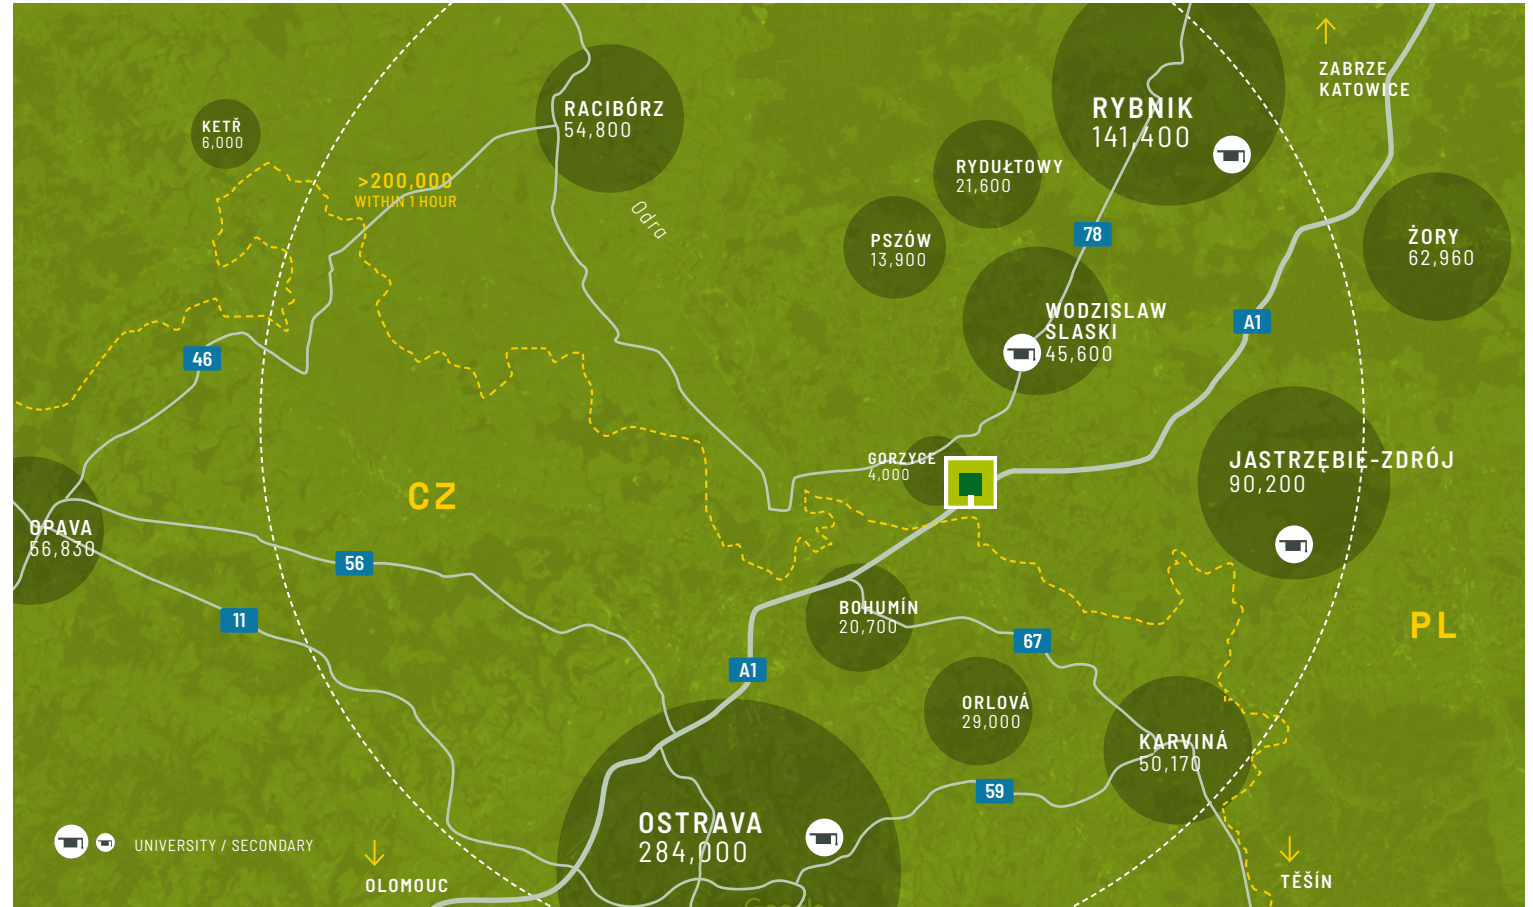 ZABRZE
KATOWICE
RACIBÓRZ
54,800
RYBNIK
141,400
KETŘ
6,000
RYDUŁTOWY
21,600
>200,000
WITHIN 1 HOUR
Odra
78
PSZÓW
13,900
ŻORY
62,960
WODZISLAW
ŚLASKI
45,600
A1
46
GORZYCE
4,000
JASTRZĘBIE-ZDRÓJ
90,200
CZ
OPAVA
56,830
56
11
BOHUMÍN
20,700
67
PL
A1
ORLOVÁ
29,000
KARVINÁ
50,170
59
OSTRAVA
284,000
UNIVERSITY / SECONDARY
OLOMOUC
TĚŠÍN
Google